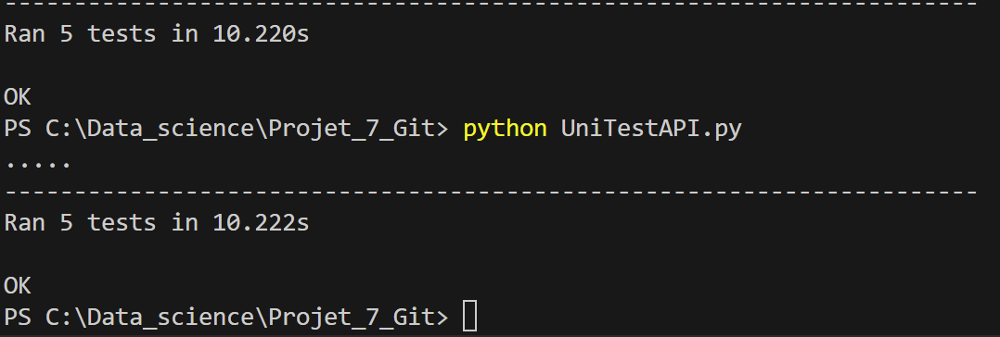 ----------------------------------------------------------------------
Ran 5 tests in 10.220s
OK
PS C:\Data_science\Projet_7_Git> python UniTestAPI.py
.....
----------------------------------------------------------------------
Ran 5 tests in 10.222s
OK
PS C:\Data_science\Projet_7_Git>